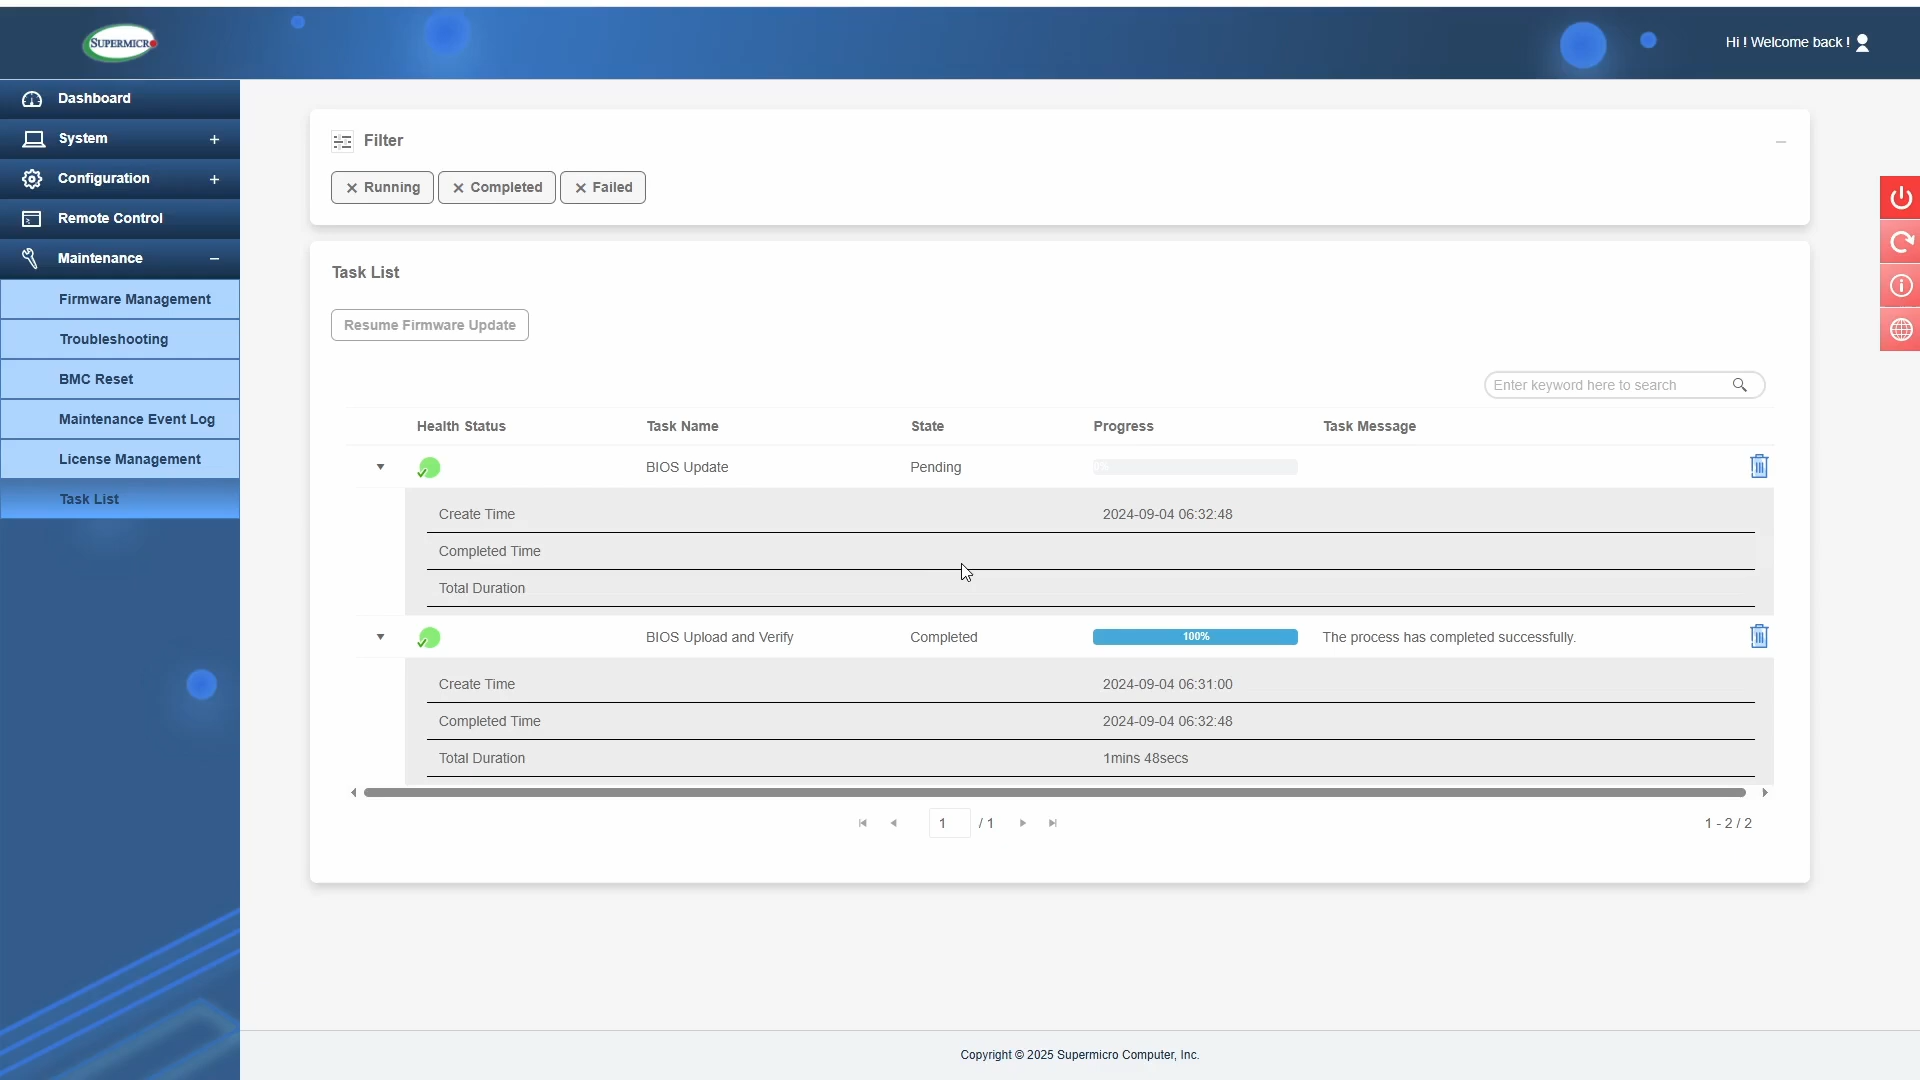 SUPERMICRO
Hi ! Welcome back !
Dashboard
System
Configuration
Remote Control
Maintenance
Firmware Management
Troubleshooting
BMC Reset
Maintenance Event Log
License Management
Task List
Filter
Running
Completed
Failed
Task List
Resume Firmware Update
Enter keyword here to search
Health Status Task Name State Progress Task Message
BIOS Update Pending 0%
Create Time 2024-09-04 06:32:48
Completed Time
Total Duration
BIOS Upload and Verify Completed 100% The process has completed successfully.
Create Time 2024-09-04 06:31:00
Completed Time 2024-09-04 06:32:48
Total Duration 1mins 48secs
1 / 1
1 - 2 / 2
Copyright © 2025 Supermicro Computer, Inc.